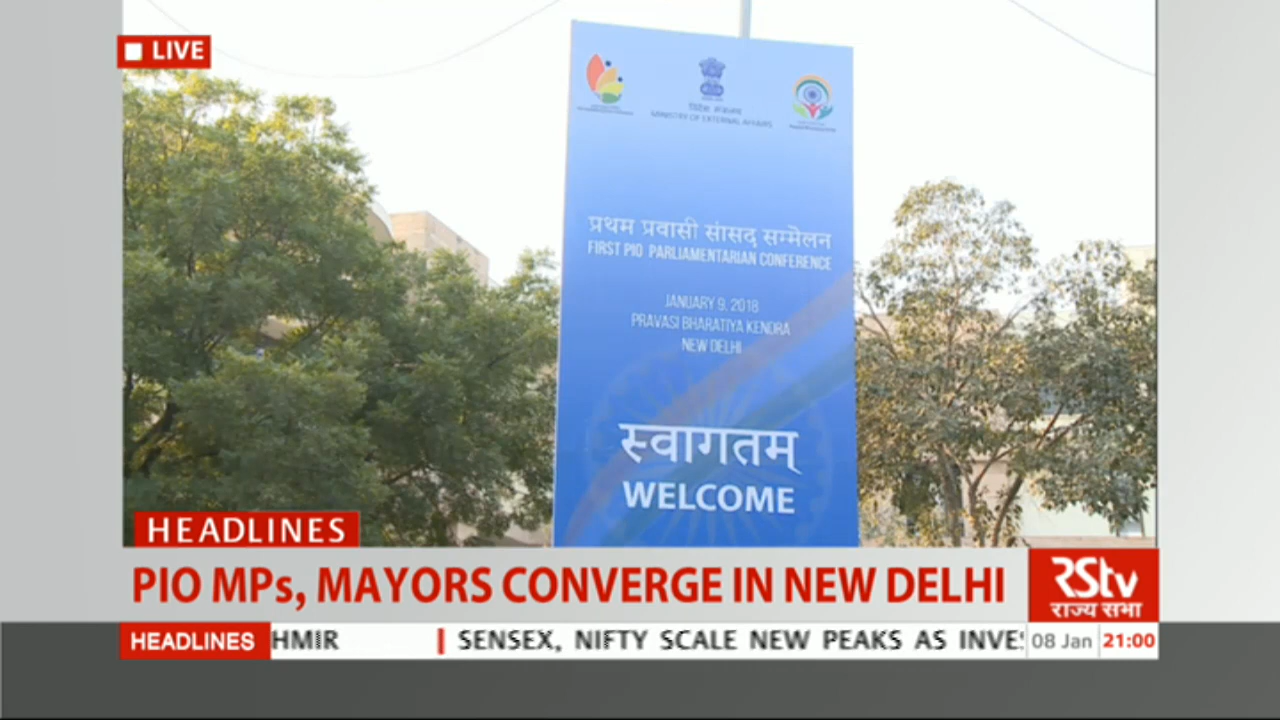 LIVE
MINISTRY OF EXTERNAL AFFAIRS
प्रथम प्रवासी सांसद सम्मेलन
FIRST PIO PARLIAMENTARIAN CONFERENCE
JANUARY 9, 2018
PRAVASI BHARATIYA KENDRA
NEW DELHI
स्वागतम्
WELCOME
HEADLINES
PIO MPs, MAYORS CONVERGE IN NEW DELHI
RStv
राज्य सभा
HEADLINES HMIR | SENSEX, NIFTY SCALE NEW PEAKS AS INVES 08 Jan 21:00